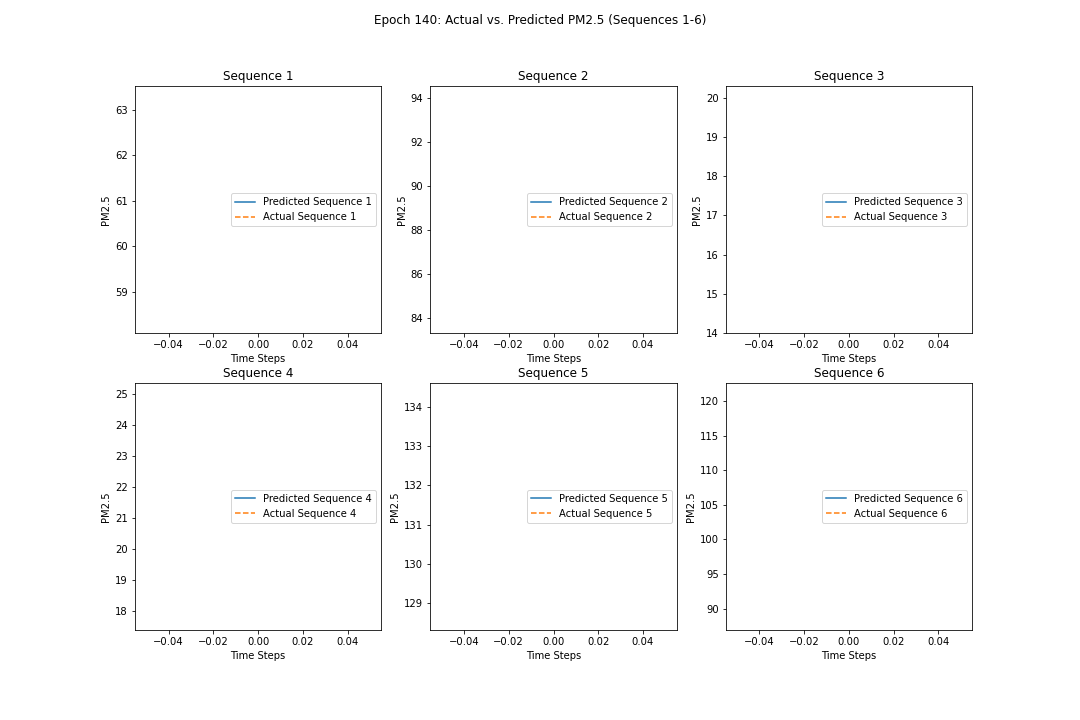 Epoch 140: Actual vs. Predicted PM2.5 (Sequences 1-6)
Sequence 1
63
62
61
60
59
PM2.5
Predicted Sequence 1
Actual Sequence 1
−0.04 −0.02 0.00 0.02 0.04
Time Steps
Sequence 2
94
92
90
88
86
84
PM2.5
Predicted Sequence 2
Actual Sequence 2
−0.04 −0.02 0.00 0.02 0.04
Time Steps
Sequence 3
20
19
18
17
16
15
14
PM2.5
Predicted Sequence 3
Actual Sequence 3
−0.04 −0.02 0.00 0.02 0.04
Time Steps
Sequence 4
25
24
23
22
21
20
19
18
PM2.5
Predicted Sequence 4
Actual Sequence 4
−0.04 −0.02 0.00 0.02 0.04
Time Steps
Sequence 5
134
133
132
131
130
129
PM2.5
Predicted Sequence 5
Actual Sequence 5
−0.04 −0.02 0.00 0.02 0.04
Time Steps
Sequence 6
120
115
110
105
100
95
90
PM2.5
Predicted Sequence 6
Actual Sequence 6
−0.04 −0.02 0.00 0.02 0.04
Time Steps